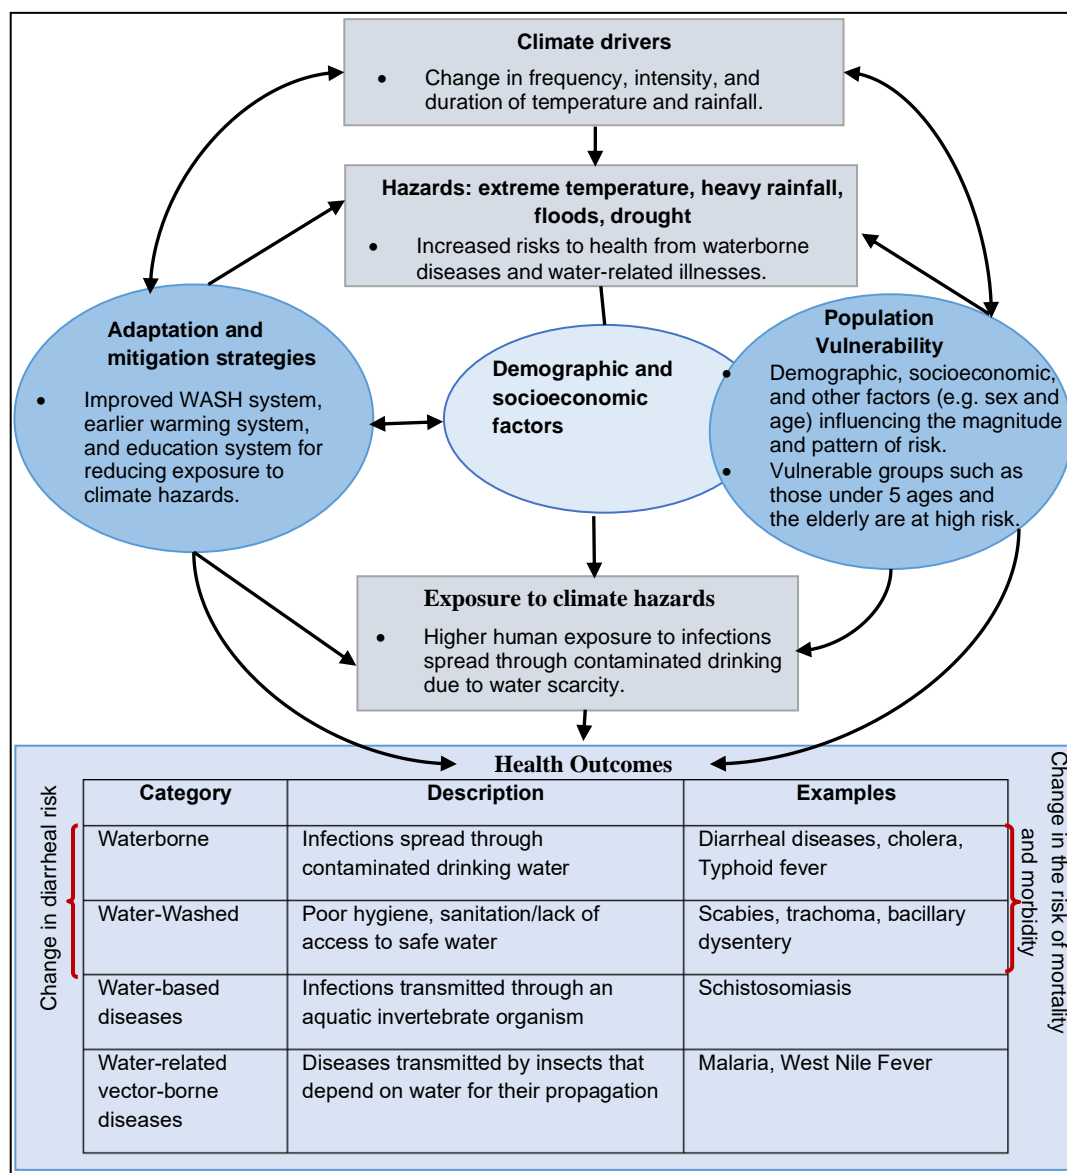 Climate drivers
• Change in frequency, intensity, and
duration of temperature and rainfall.
Hazards: extreme temperature, heavy rainfall,
floods, drought
• Increased risks to health from waterborne
diseases and water-related illnesses.
Adaptation and
mitigation strategies
• Improved WASH system,
earlier warming system,
and education system for
reducing exposure to
climate hazards.
Demographic and
socioeconomic
factors
Population
Vulnerability
• Demographic, socioeconomic,
and other factors (e.g. sex and
age) influencing the magnitude
and pattern of risk.
• Vulnerable groups such as
those under 5 ages and
the elderly are at high risk.
Exposure to climate hazards
• Higher human exposure to infections
spread through contaminated drinking
due to water scarcity.
Health Outcomes
Change in diarrheal risk
Category
Description
Examples
Waterborne
Infections spread through
contaminated drinking water
Diarrheal diseases, cholera,
Typhoid fever
Water-Washed
Poor hygiene, sanitation/lack of
access to safe water
Scabies, trachoma, bacillary
dysentery
Water-based
diseases
Infections transmitted through an
aquatic invertebrate organism
Schistosomiasis
Water-related
vector-borne
diseases
Diseases transmitted by insects that
depend on water for their propagation
Malaria, West Nile Fever
Change in the risk of mortality
and morbidity